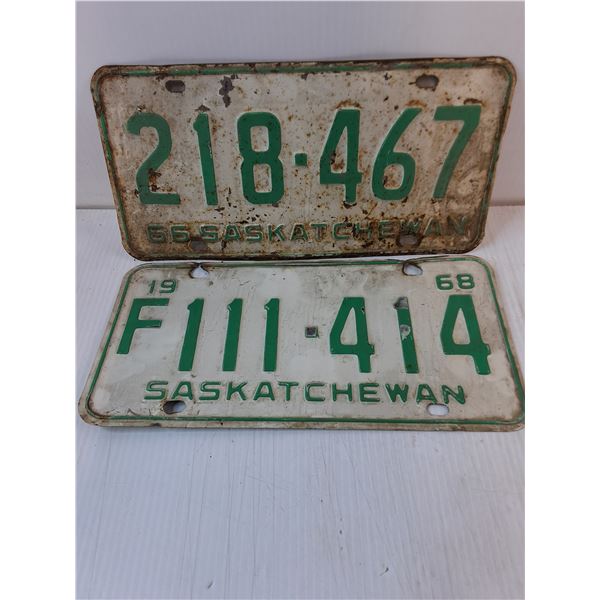 218·467
66 SASKATCHEWAN
19 68
F111·414
SASKATCHEWAN